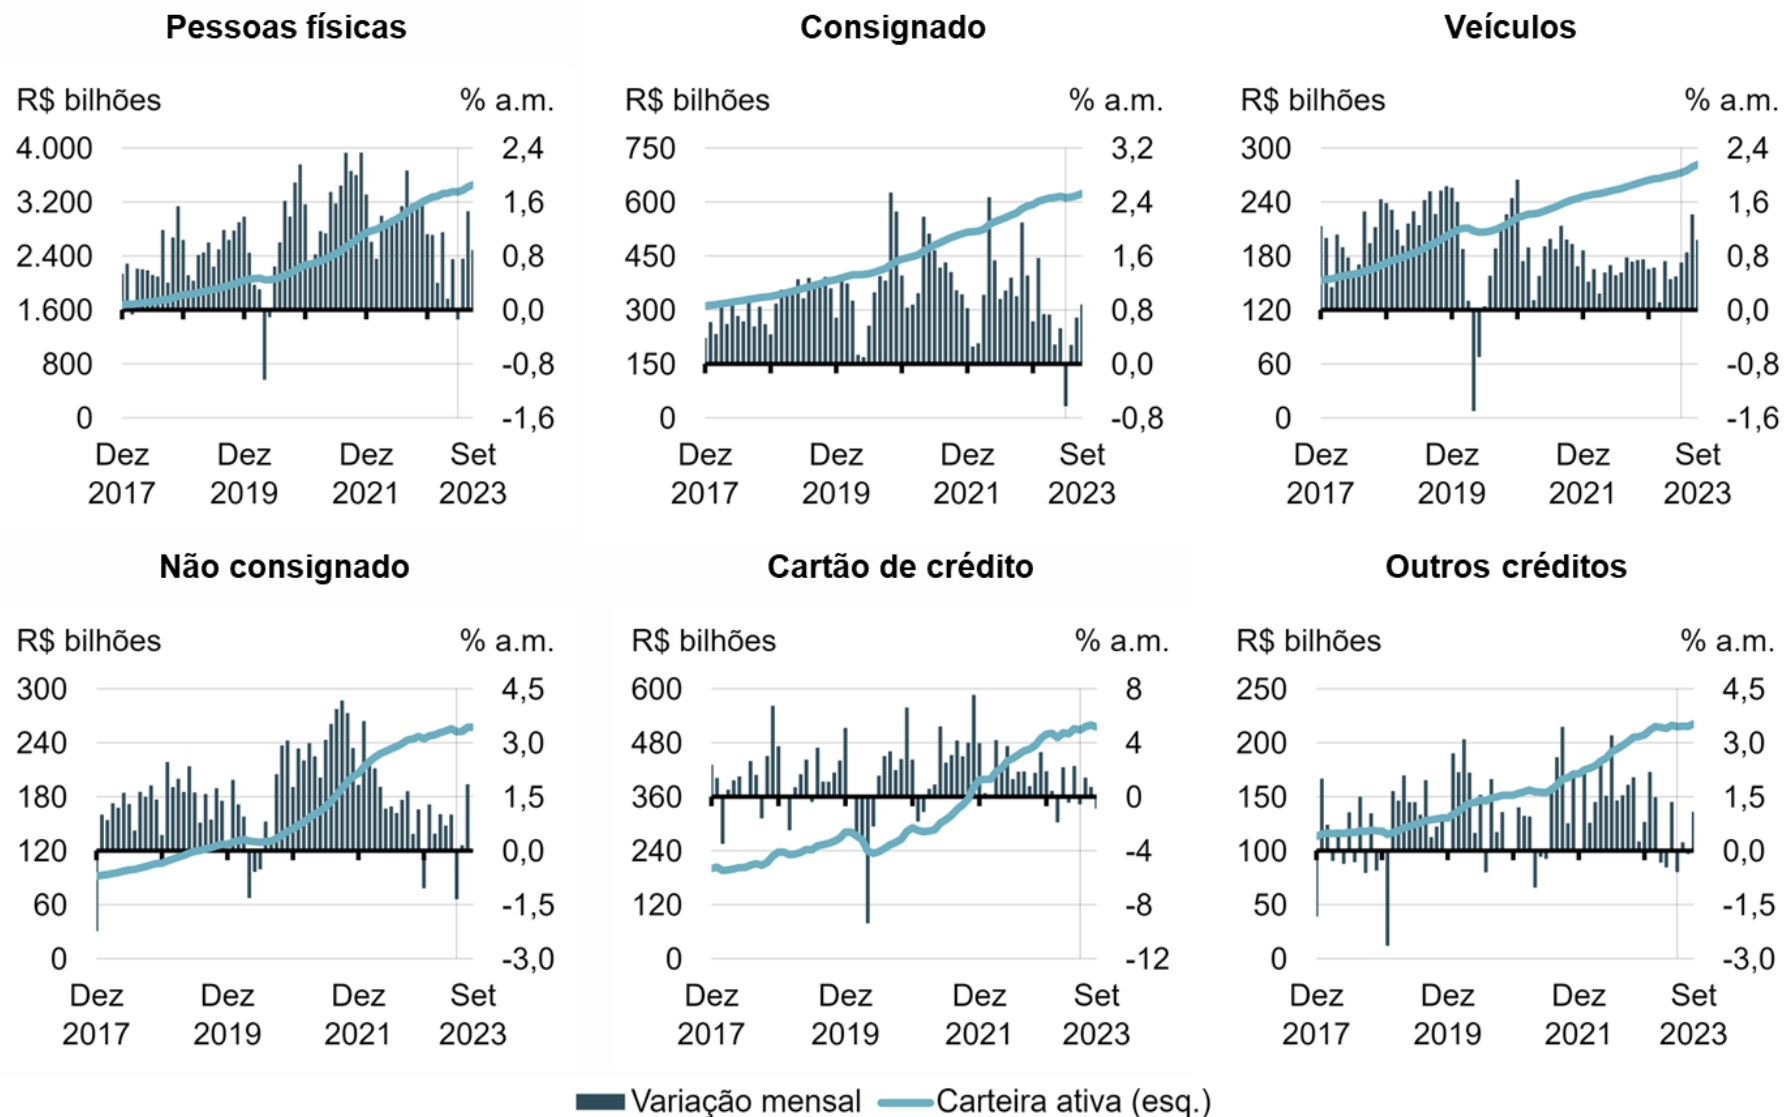 Pessoas físicas
R$ bilhões % a.m.
4.000 2,4
3.200 1,6
2.400 0,8
1.600 0,0
800 -0,8
0 -1,6
Dez Dez Dez Set
2017 2019 2021 2023
Consignado
R$ bilhões % a.m.
750 3,2
600 2,4
450 1,6
300 0,8
150 0,0
0 -0,8
Dez Dez Dez Set
2017 2019 2021 2023
Veículos
R$ bilhões % a.m.
300 2,4
240 1,6
180 0,8
120 0,0
60 -0,8
0 -1,6
Dez Dez Dez Set
2017 2019 2021 2023
Não consignado
R$ bilhões % a.m.
300 4,5
240 3,0
180 1,5
120 0,0
60 -1,5
0 -3,0
Dez Dez Dez Set
2017 2019 2021 2023
Cartão de crédito
R$ bilhões % a.m.
600 8
480 4
360 0
240 -4
120 -8
0 -12
Dez Dez Dez Set
2017 2019 2021 2023
Outros créditos
R$ bilhões % a.m.
250 4,5
200 3,0
150 1,5
100 0,0
50 -1,5
0 -3,0
Dez Dez Dez Set
2017 2019 2021 2023
Variação mensal Carteira ativa (esq.)